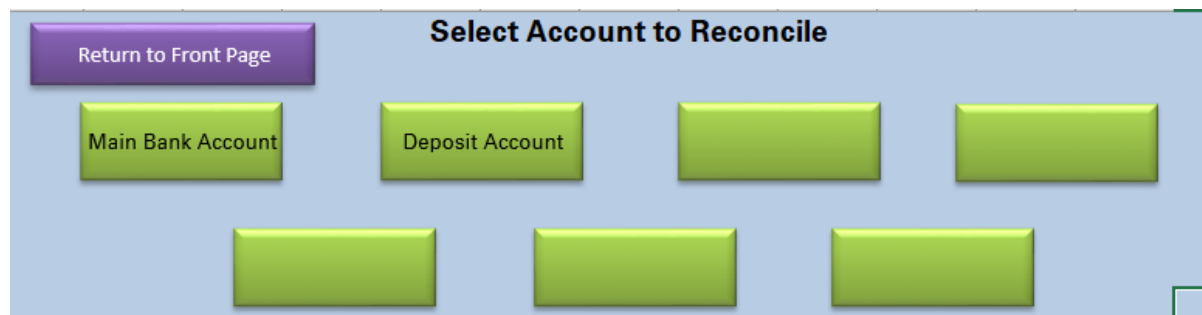 Select Account to Reconcile
Return to Front Page
Main Bank Account
Deposit Account